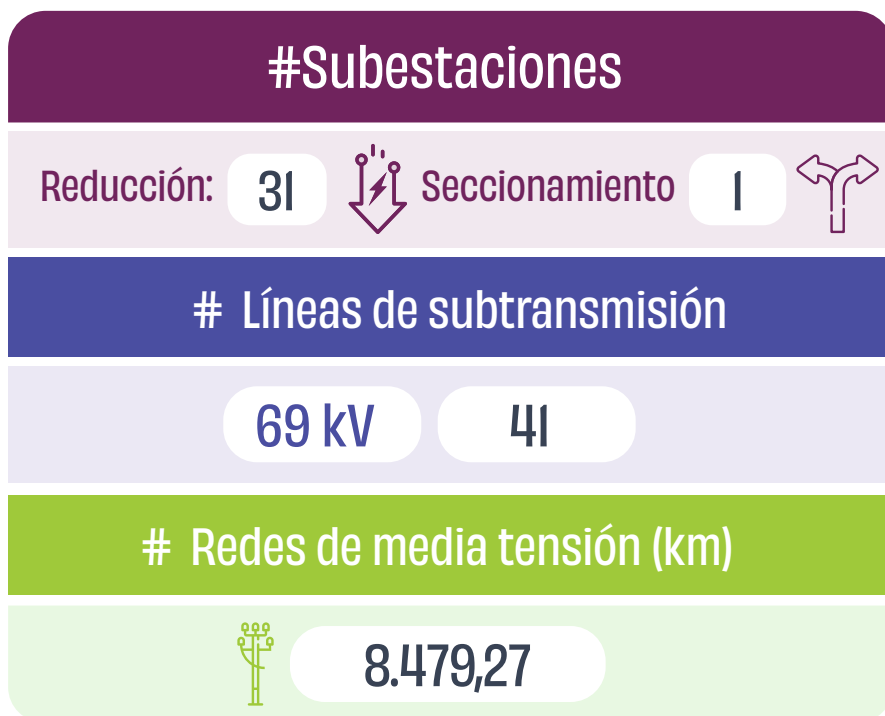 #Subestaciones
Reducción: 31 Seccionamiento 1
# Líneas de subtransmisión
69 kV 41
# Redes de media tensión (km)
8.479,27